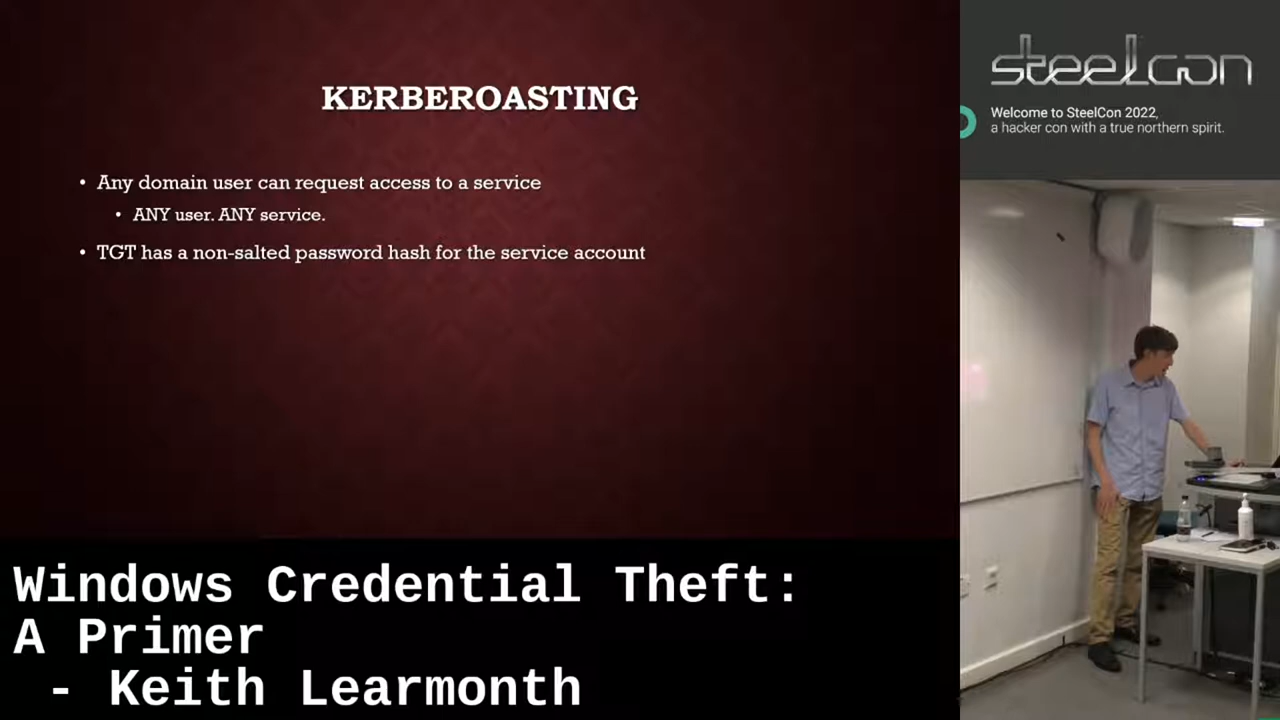 KERBEROASTING
• Any domain user can request access to a service
• ANY user. ANY service.
• TGT has a non-salted password hash for the service account
Windows Credential Theft:
A Primer
- Keith Learmonth
steelcon
Welcome to SteelCon 2022,
a hacker con with a true northern spirit.